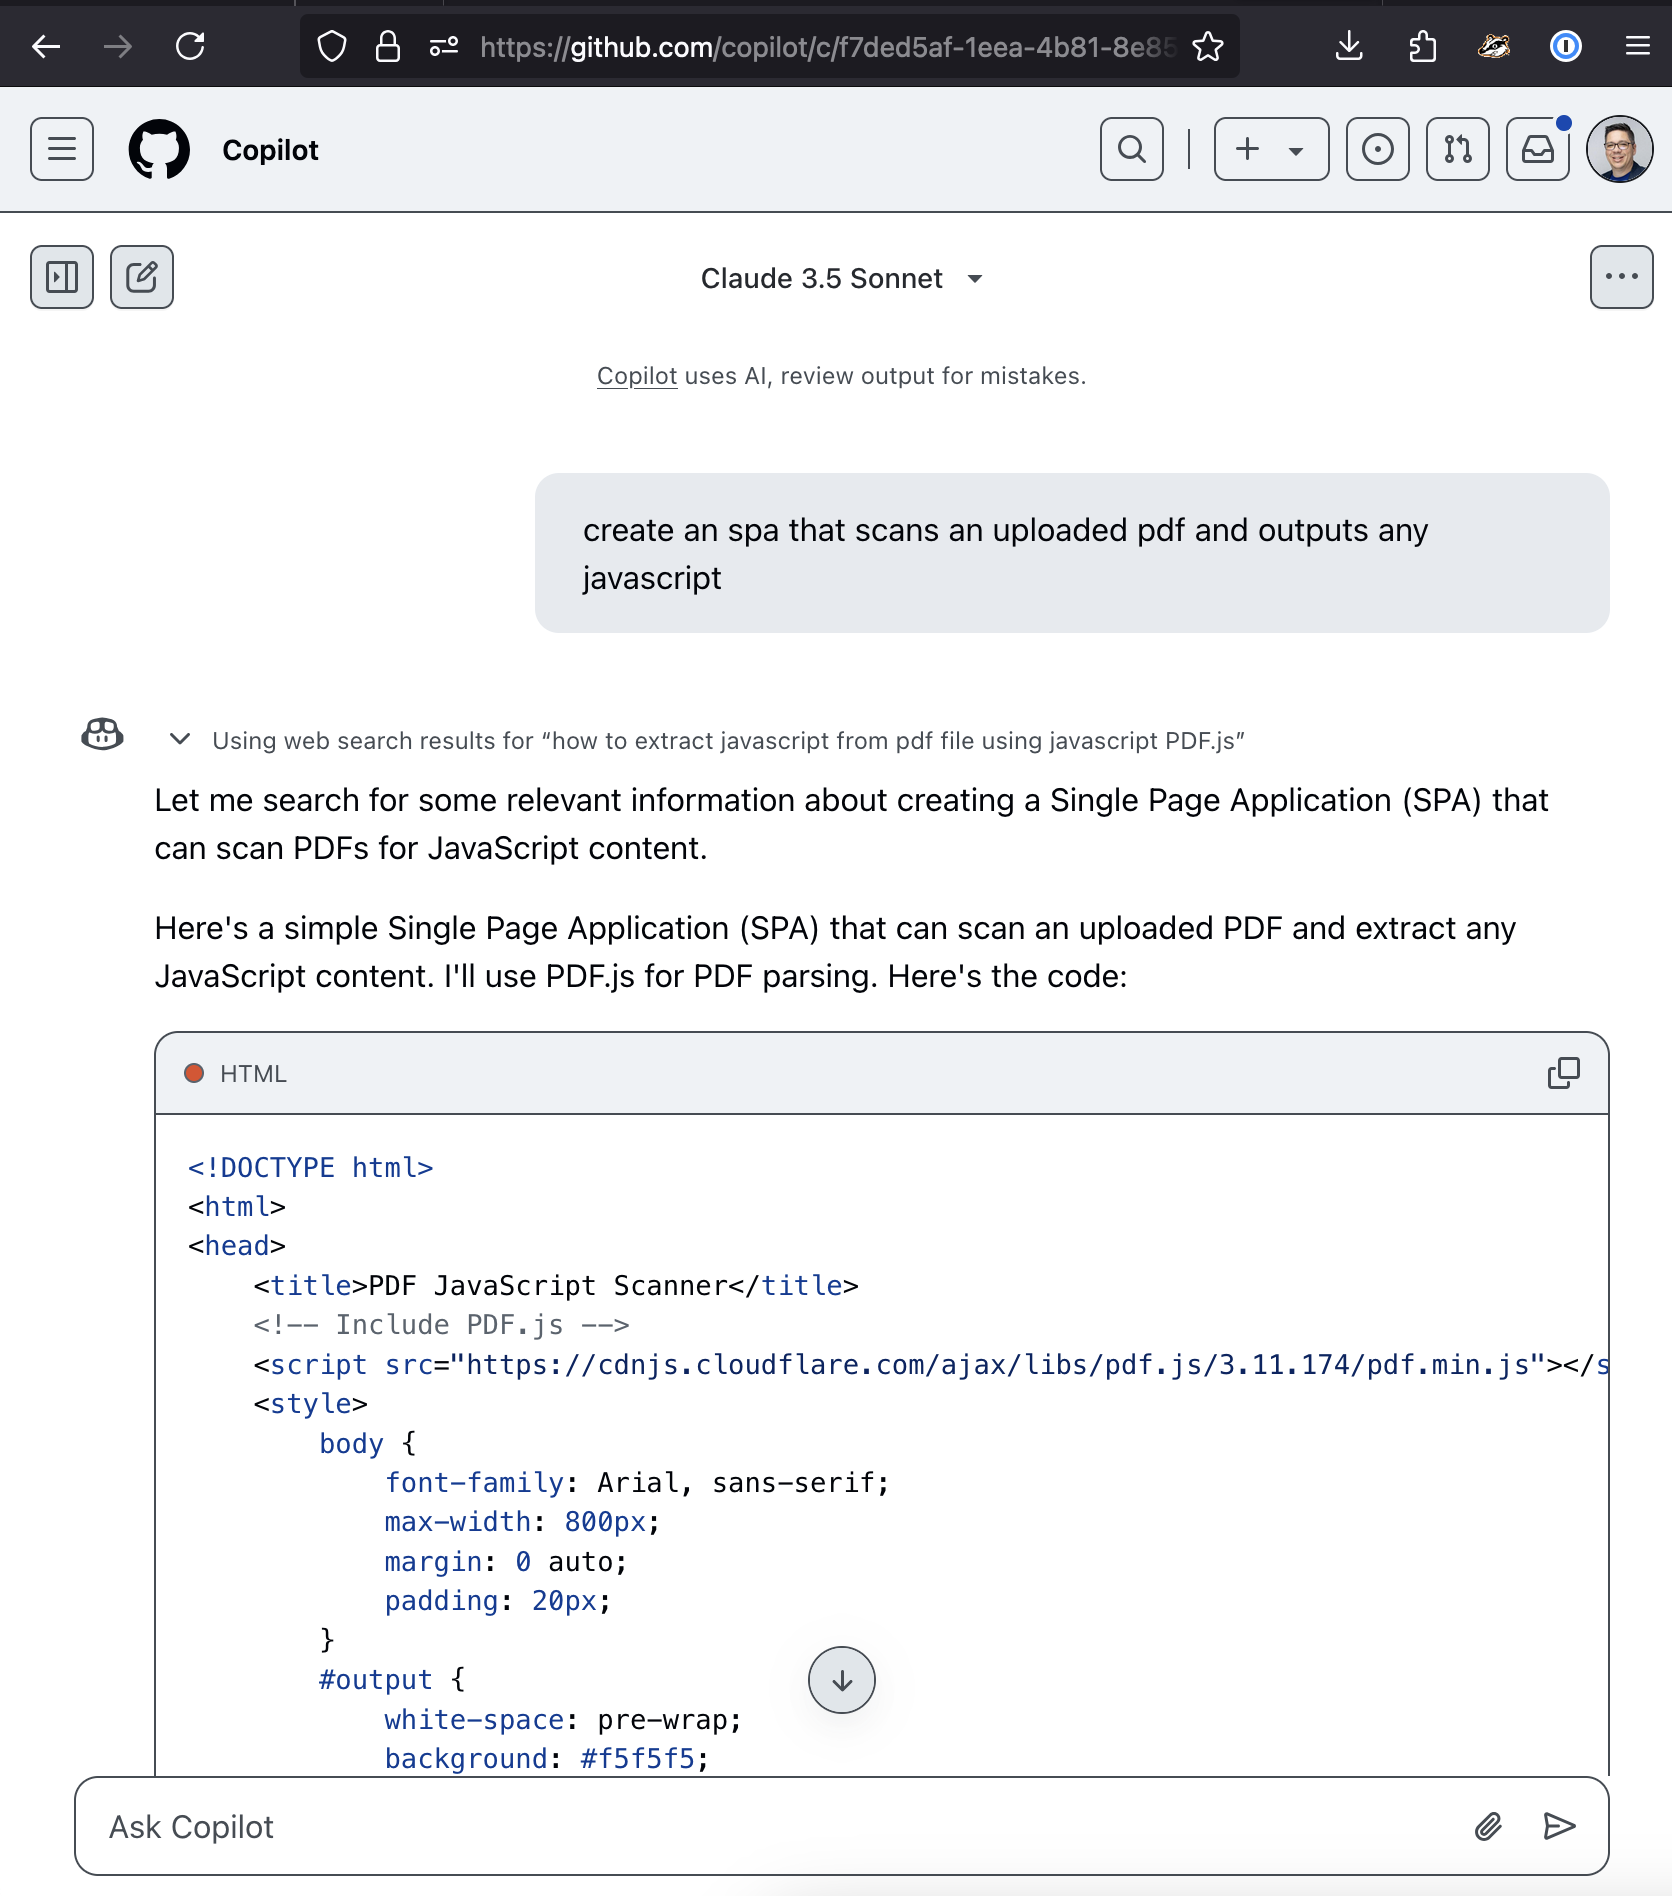 https://github.com/copilot/c/f7ded5af-1eea-4b81-8e85
Copilot
Claude 3.5 Sonnet
Copilot uses AI, review output for mistakes.
create an spa that scans an uploaded pdf and outputs any
javascript
Using web search results for “how to extract javascript from pdf file using javascript PDF.js”
Let me search for some relevant information about creating a Single Page Application (SPA) that
can scan PDFs for JavaScript content.
Here's a simple Single Page Application (SPA) that can scan an uploaded PDF and extract any
JavaScript content. I'll use PDF.js for PDF parsing. Here's the code:
HTML
<!DOCTYPE html>
<html>
<head>
    <title>PDF JavaScript Scanner</title>
    <!-- Include PDF.js -->
    <script src="https://cdnjs.cloudflare.com/ajax/libs/pdf.js/3.11.174/pdf.min.js"></s
    <style>
        body {
            font-family: Arial, sans-serif;
            max-width: 800px;
            margin: 0 auto;
            padding: 20px;
        }
        #output {
            white-space: pre-wrap;
            background: #f5f5f5;
Ask Copilot